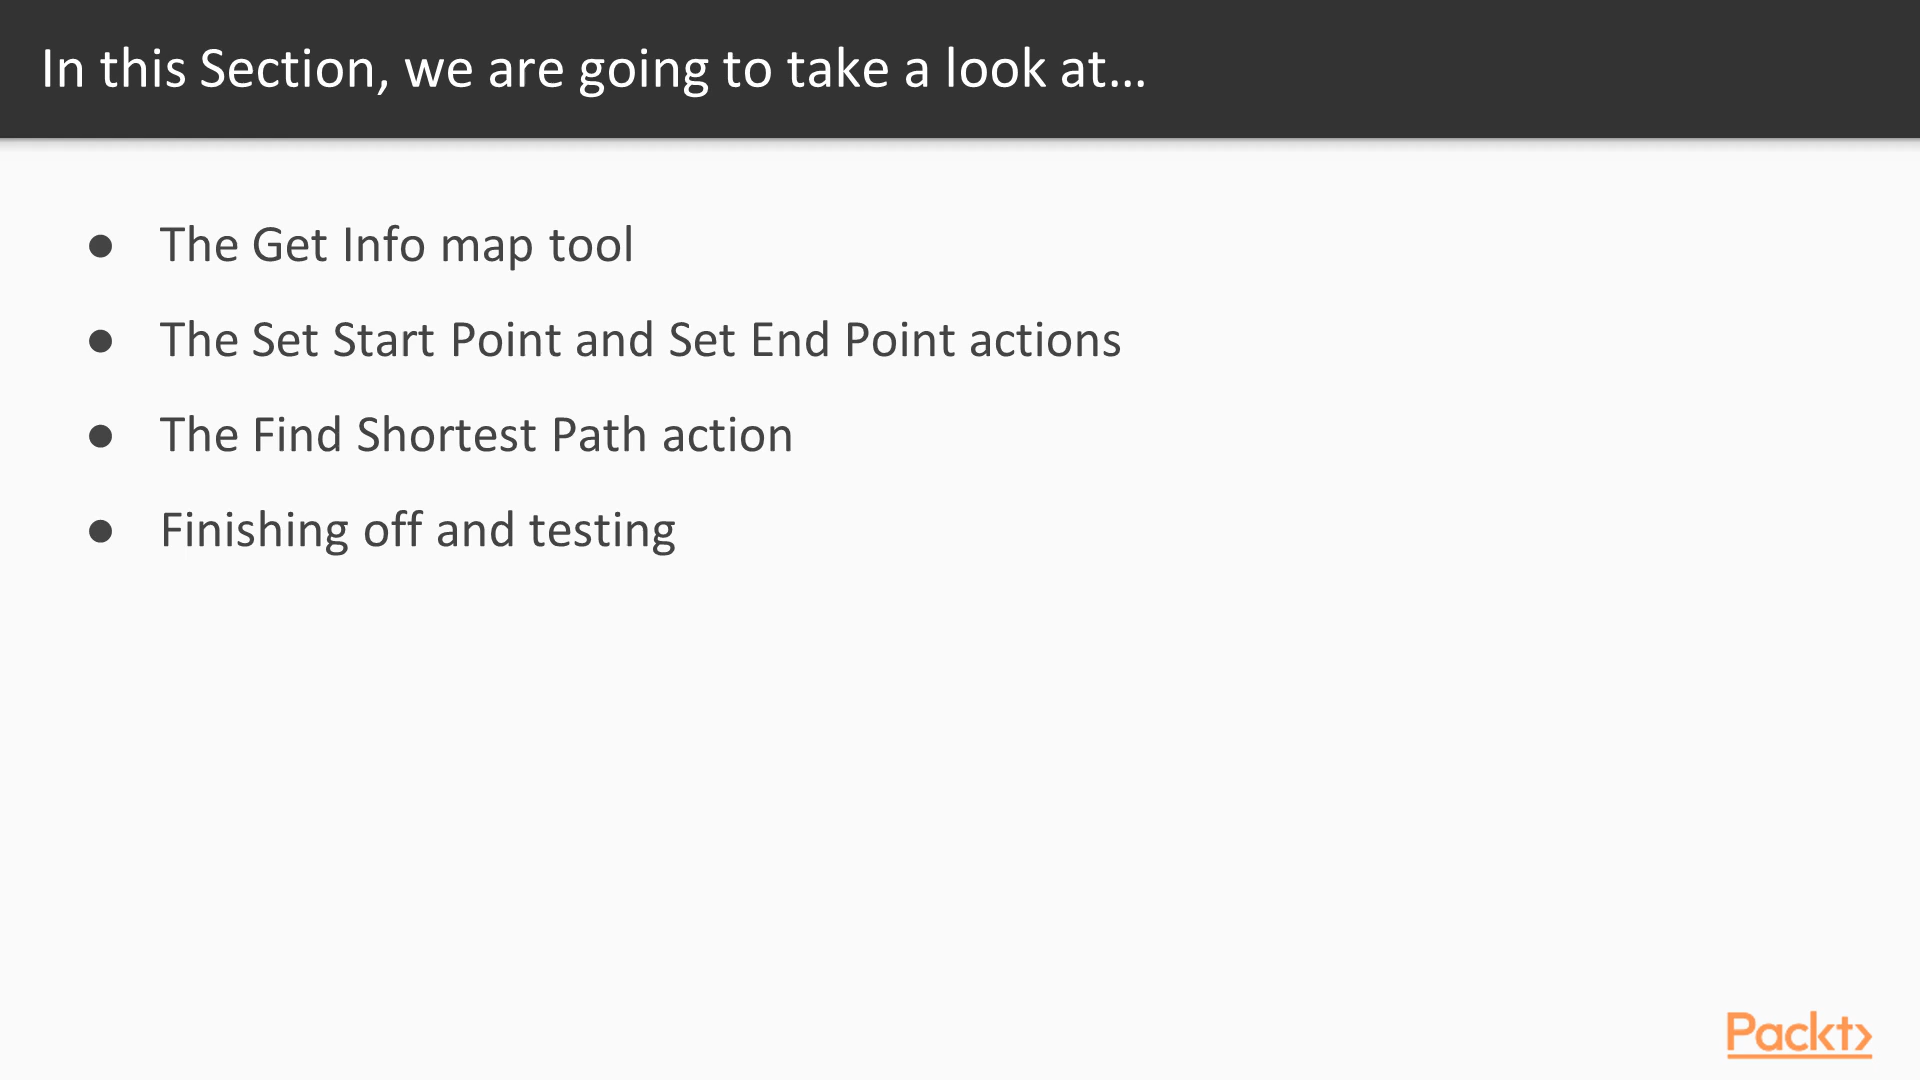 In this Section, we are going to take a look at…
● The Get Info map tool
● The Set Start Point and Set End Point actions
● The Find Shortest Path action
● Finishing off and testing
Packt>